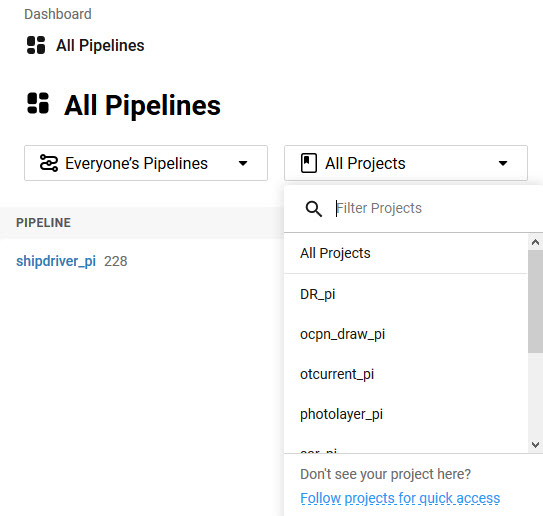 Dashboard
All Pipelines
All Pipelines
Everyone's Pipelines
All Projects
Filter Projects
PIPELINE
All Projects
shipdriver_pi 228
DR_pi
ocpn_draw_pi
otcurrent_pi
photolayer_pi
Don't see your project here?
Follow projects for quick access